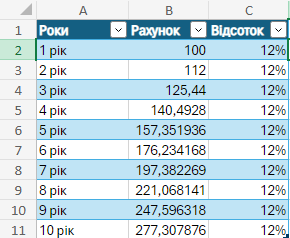 A B C
1 Роки Рахунок Відсоток
2 1 рік 100 12%
3 2 рік 112 12%
4 3 рік 125,44 12%
5 4 рік 140,4928 12%
6 5 рік 157,351936 12%
7 6 рік 176,234168 12%
8 7 рік 197,382269 12%
9 8 рік 221,068141 12%
10 9 рік 247,596318 12%
11 10 рік 277,307876 12%